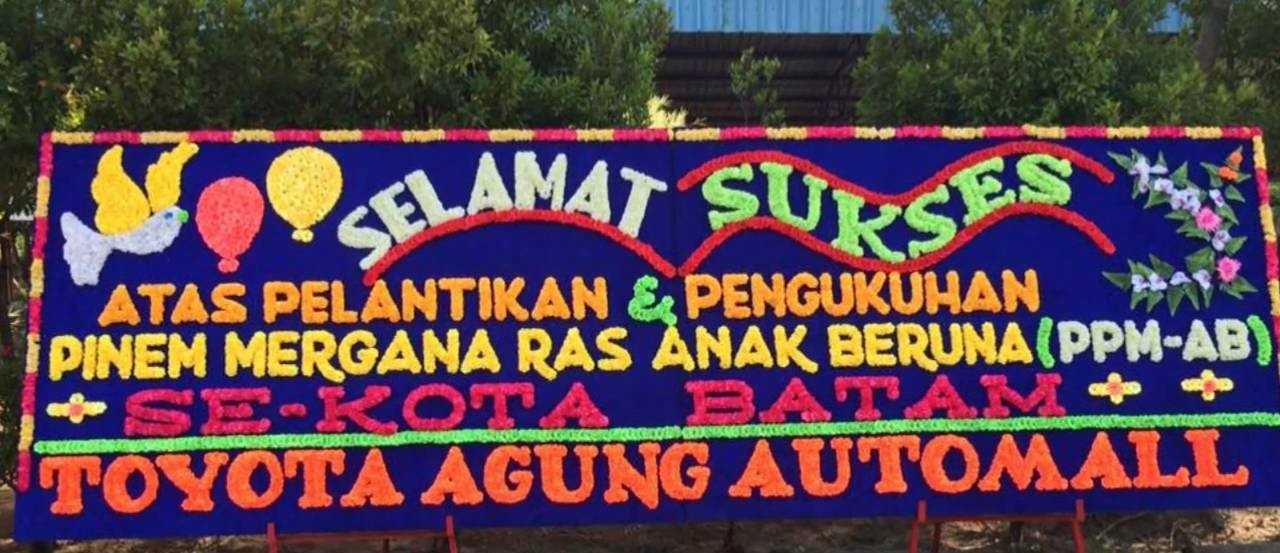 SELAMAT SUKSES
ATAS PELANTIKAN & PENGUKUHAN
PINEM MERGANA RAS ANAK BERUNA (PPM-AB)
SE-KOTA BATAM
TOYOTA AGUNG AUTOMALL